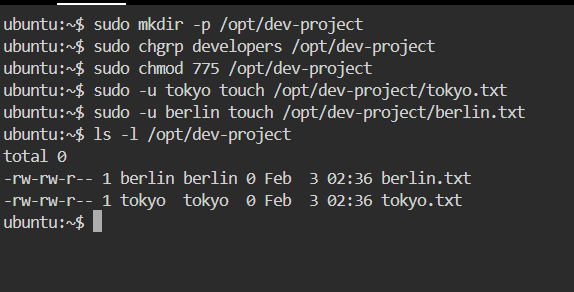 ubuntu:~$ sudo mkdir -p /opt/dev-project
ubuntu:~$ sudo chgrp developers /opt/dev-project
ubuntu:~$ sudo chmod 775 /opt/dev-project
ubuntu:~$ sudo -u tokyo touch /opt/dev-project/tokyo.txt
ubuntu:~$ sudo -u berlin touch /opt/dev-project/berlin.txt
ubuntu:~$ ls -l /opt/dev-project
total 0
-rw-rw-r-- 1 berlin berlin 0 Feb  3 02:36 berlin.txt
-rw-rw-r-- 1 tokyo  tokyo  0 Feb  3 02:36 tokyo.txt
ubuntu:~$